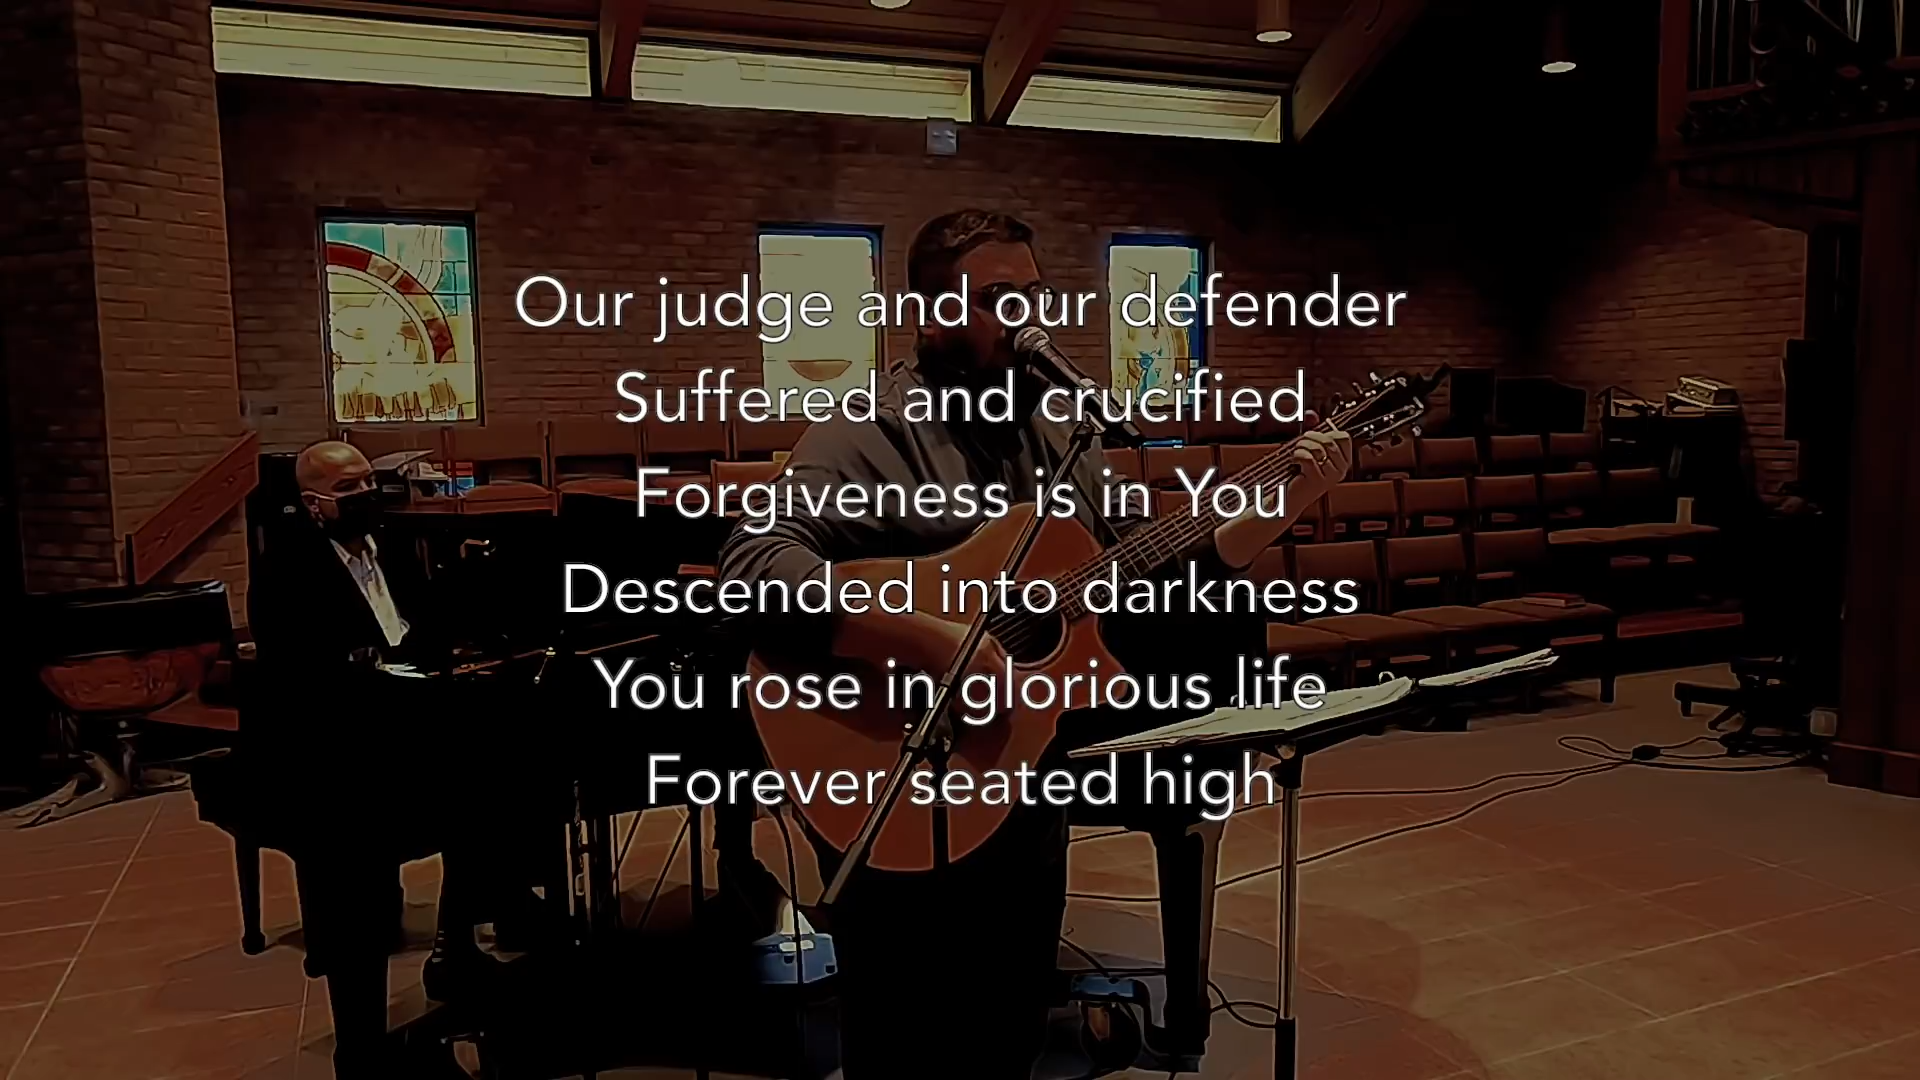 Our judge and our defender
Suffered and crucified
Forgiveness is in You
Descended into darkness
You rose in glorious life
Forever seated high